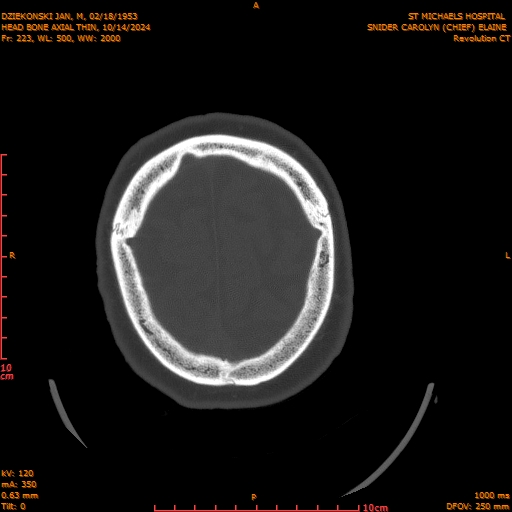 A
DZIEKONSKI JAN, M, 02/18/1953
HEAD BONE AXIAL THIN, 10/14/2024
Fr: 223, WL: 500, WW: 2000
ST MICHAELS HOSPITAL
SNIDER CAROLYN (CHIEF) ELAINE
Revolution CT
R
L
10
cm
kV: 120
mA: 350
0.63 mm
Tilt: 0
P
10cm
1000 ms
DFOV: 250 mm